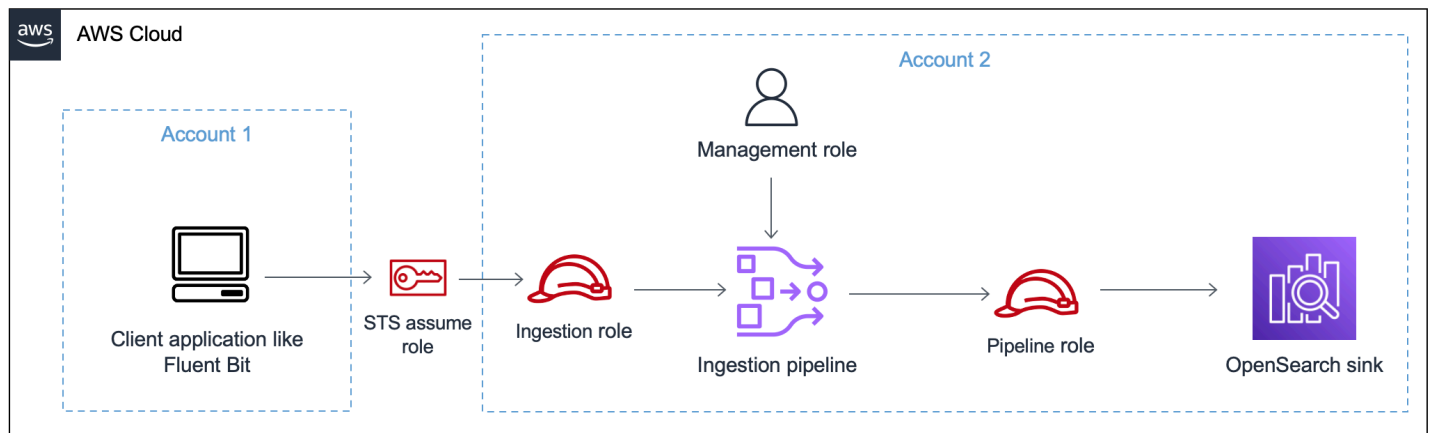 aws
AWS Cloud
Account 2
Account 1
Management role
Client application like
Fluent Bit
STS assume
role
Ingestion role
Ingestion pipeline
Pipeline role
OpenSearch sink